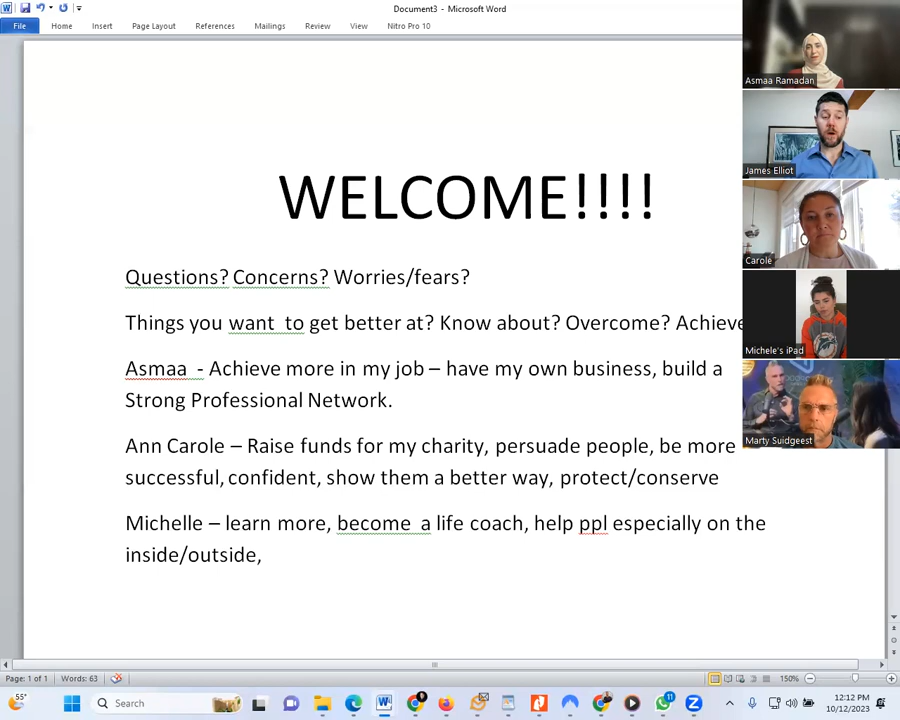 Document3 - Microsoft Word
File Home Insert Page Layout References Mailings Review View Nitro Pro 10
WELCOME!!!!
Questions? Concerns? Worries/fears?
Things you want to get better at? Know about? Overcome? Achieve
Asmaa - Achieve more in my job – have my own business, build a
Strong Professional Network.
Ann Carole – Raise funds for my charity, persuade people, be more
successful, confident, show them a better way, protect/conserve
Michelle – learn more, become a life coach, help ppl especially on the
inside/outside,
Asmaa Ramadan
James Elliot
Carole
Michele's iPad
Marty Suidgeest
Page: 1 of 1 Words: 63 150%
55° Search 11 12:12 PM
10/12/2023